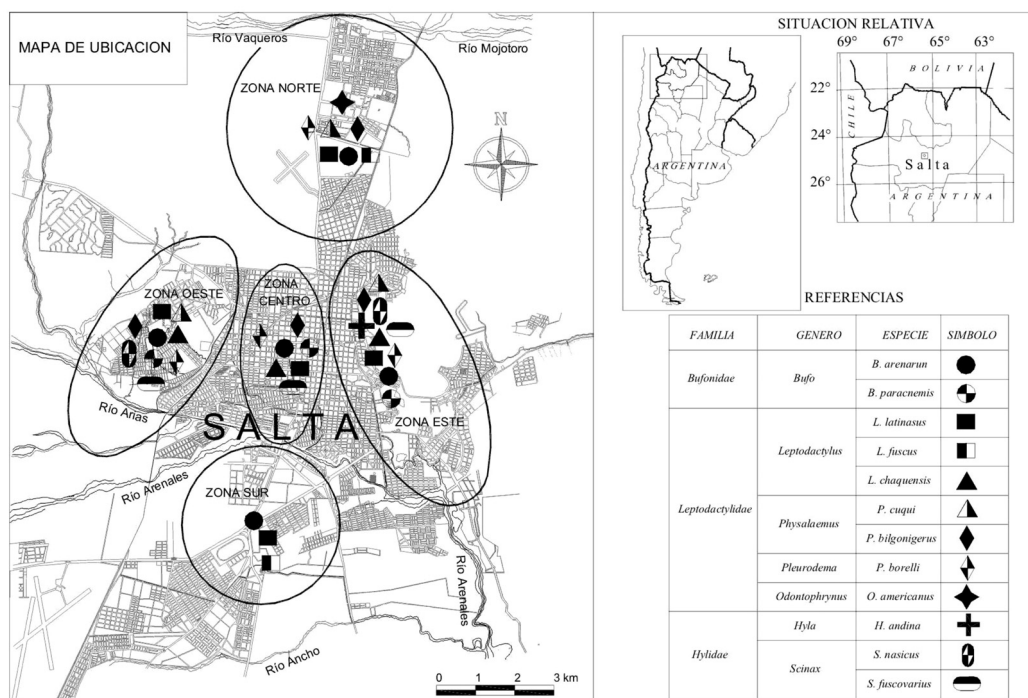 MAPA DE UBICACION
Río Vaqueros
Río Mojotoro
ZONA NORTE
N
ZONA OESTE
ZONA
CENTRO
ZONA ESTE
Río Arias
SALTA
Río Arenales
ZONA SUR
Río Arenales
Río Ancho
0 1 2 3 km
SITUACION RELATIVA
69° 67° 65° 63°
BOLIVIA
22°
CHILE
24°
Salta
26°
ARGENTINA
ARGENTINA
REFERENCIAS
FAMILIA GENERO ESPECIE SIMBOLO
Bufonidae Bufo B. arenarun
B. paracnemis
Leptodactylidae Leptodactylus L. latinasus
L. fuscus
L. chaquensis
Physalaemus P. cuqui
P. bilgonigerus
Pleurodema P. borelli
Odontophrynus O. americanus
Hylidae Hyla H. andina
Scinax S. nasicus
S. fuscovarius